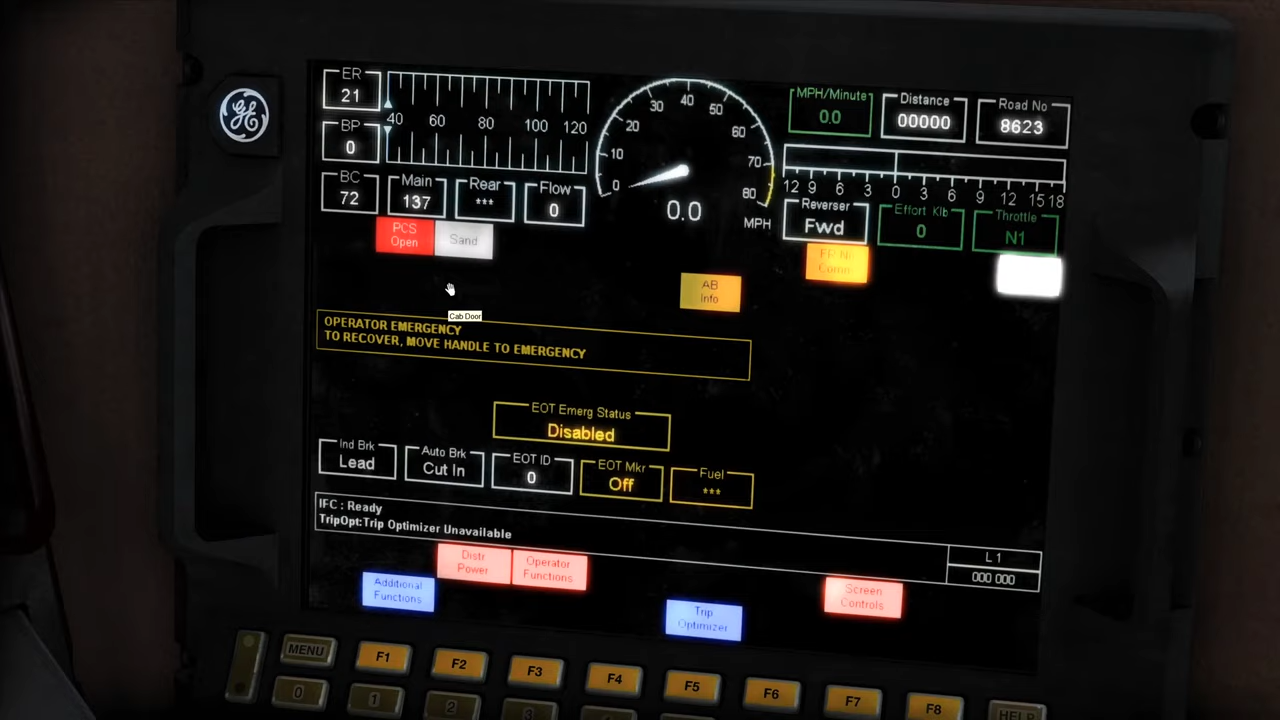 ER
21
40 60 80 100 120
BP
0
BC
72
Main
137
Rear
***
Flow
0
PCS
Open
Sand
0 10 20 30 40 50 60 70 80
0.0
MPH
MPH/Minute
0.0
Distance
00000
Road No
8623
12 9 6 3 0 3 6 9 12 15 18
Reverser
Fwd
Effort Klb
0
Throttle
N1
AB
Info
Cab Door
OPERATOR EMERGENCY
TO RECOVER, MOVE HANDLE TO EMERGENCY
EOT Emerg Status
Disabled
Ind Brk
Lead
Auto Brk
Cut In
EOT ID
0
EOT Mkr
Off
Fuel
***
IFC : Ready
TripOpt:Trip Optimizer Unavailable
L 1
000 000
Distr
Power
Operator
Functions
Additional
Functions
Trip
Optimizer
Screen
Controls
MENU F1 F2 F3 F4 F5 F6 F7 F8 HELP
0 1 2 3
GE